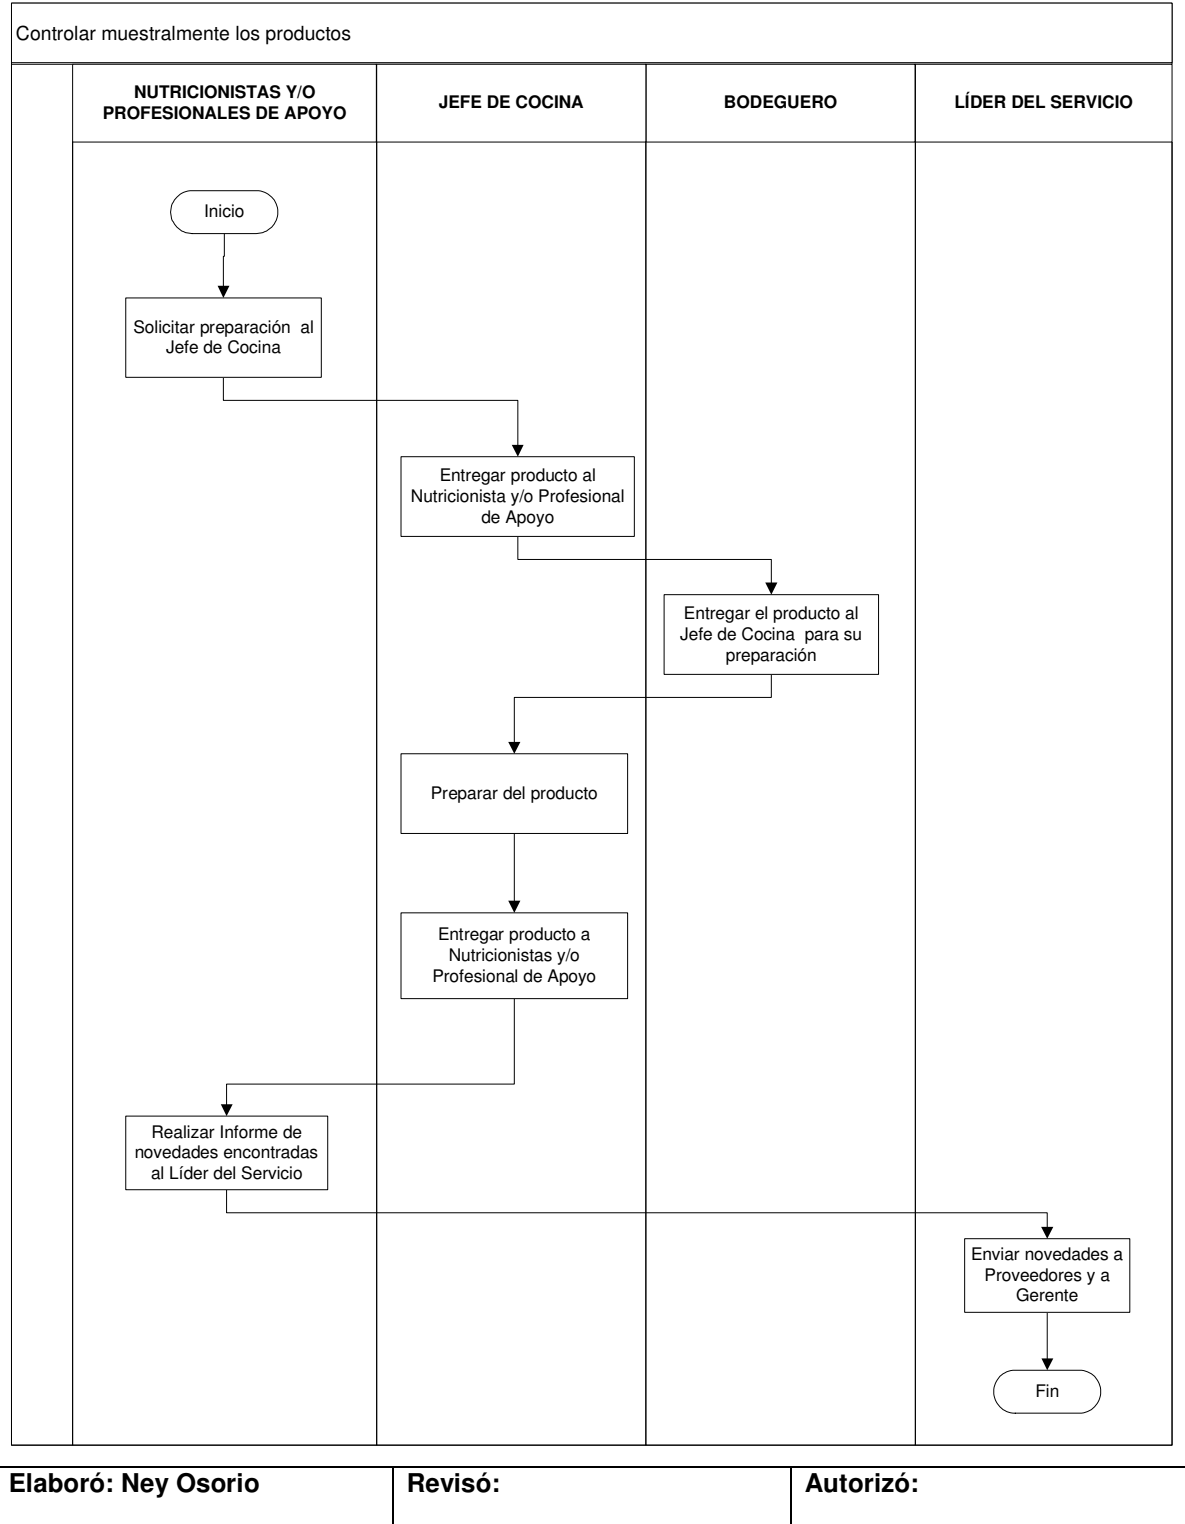 Controlar muestralmente los productos
NUTRICIONISTAS Y/O
PROFESIONALES DE APOYO
JEFE DE COCINA
BODEGUERO
LÍDER DEL SERVICIO
Inicio
Solicitar preparación al
Jefe de Cocina
Entregar producto al
Nutricionista y/o Profesional
de Apoyo
Entregar el producto al
Jefe de Cocina para su
preparación
Preparar del producto
Entregar producto a
Nutricionistas y/o
Profesional de Apoyo
Realizar Informe de
novedades encontradas
al Líder del Servicio
Enviar novedades a
Proveedores y a
Gerente
Fin
Elaboró: Ney Osorio
Revisó:
Autorizó: